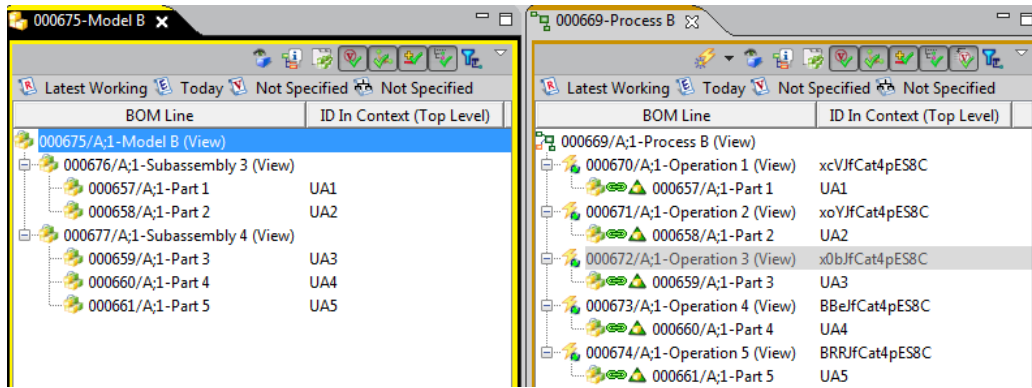 000675-Model B
Latest Working Today Not Specified Not Specified
BOM Line ID In Context (Top Level)
000675/A;1-Model B (View)
000676/A;1-Subassembly 3 (View)
000657/A;1-Part 1 UA1
000658/A;1-Part 2 UA2
000677/A;1-Subassembly 4 (View)
000659/A;1-Part 3 UA3
000660/A;1-Part 4 UA4
000661/A;1-Part 5 UA5
000669-Process B
Latest Working Today Not Specified Not Specified
BOM Line ID In Context (Top Level)
000669/A;1-Process B (View)
000670/A;1-Operation 1 (View) xcVJfCat4pES8C
000657/A;1-Part 1 UA1
000671/A;1-Operation 2 (View) xoYJfCat4pES8C
000658/A;1-Part 2 UA2
000672/A;1-Operation 3 (View) x0bJfCat4pES8C
000659/A;1-Part 3 UA3
000673/A;1-Operation 4 (View) BBeJfCat4pES8C
000660/A;1-Part 4 UA4
000674/A;1-Operation 5 (View) BRRJfCat4pES8C
000661/A;1-Part 5 UA5